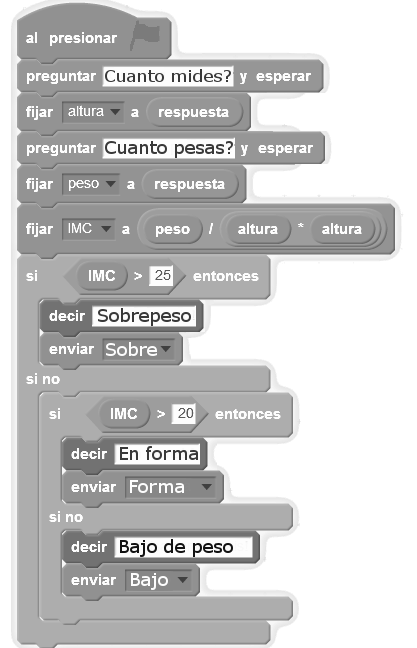 al presionar
preguntar Cuanto mides? y esperar
fijar altura a respuesta
preguntar Cuanto pesas? y esperar
fijar peso a respuesta
fijar IMC a peso / altura * altura
si IMC > 25 entonces
decir Sobrepeso
enviar Sobre
si no
si IMC > 20 entonces
decir En forma
enviar Forma
si no
decir Bajo de peso
enviar Bajo